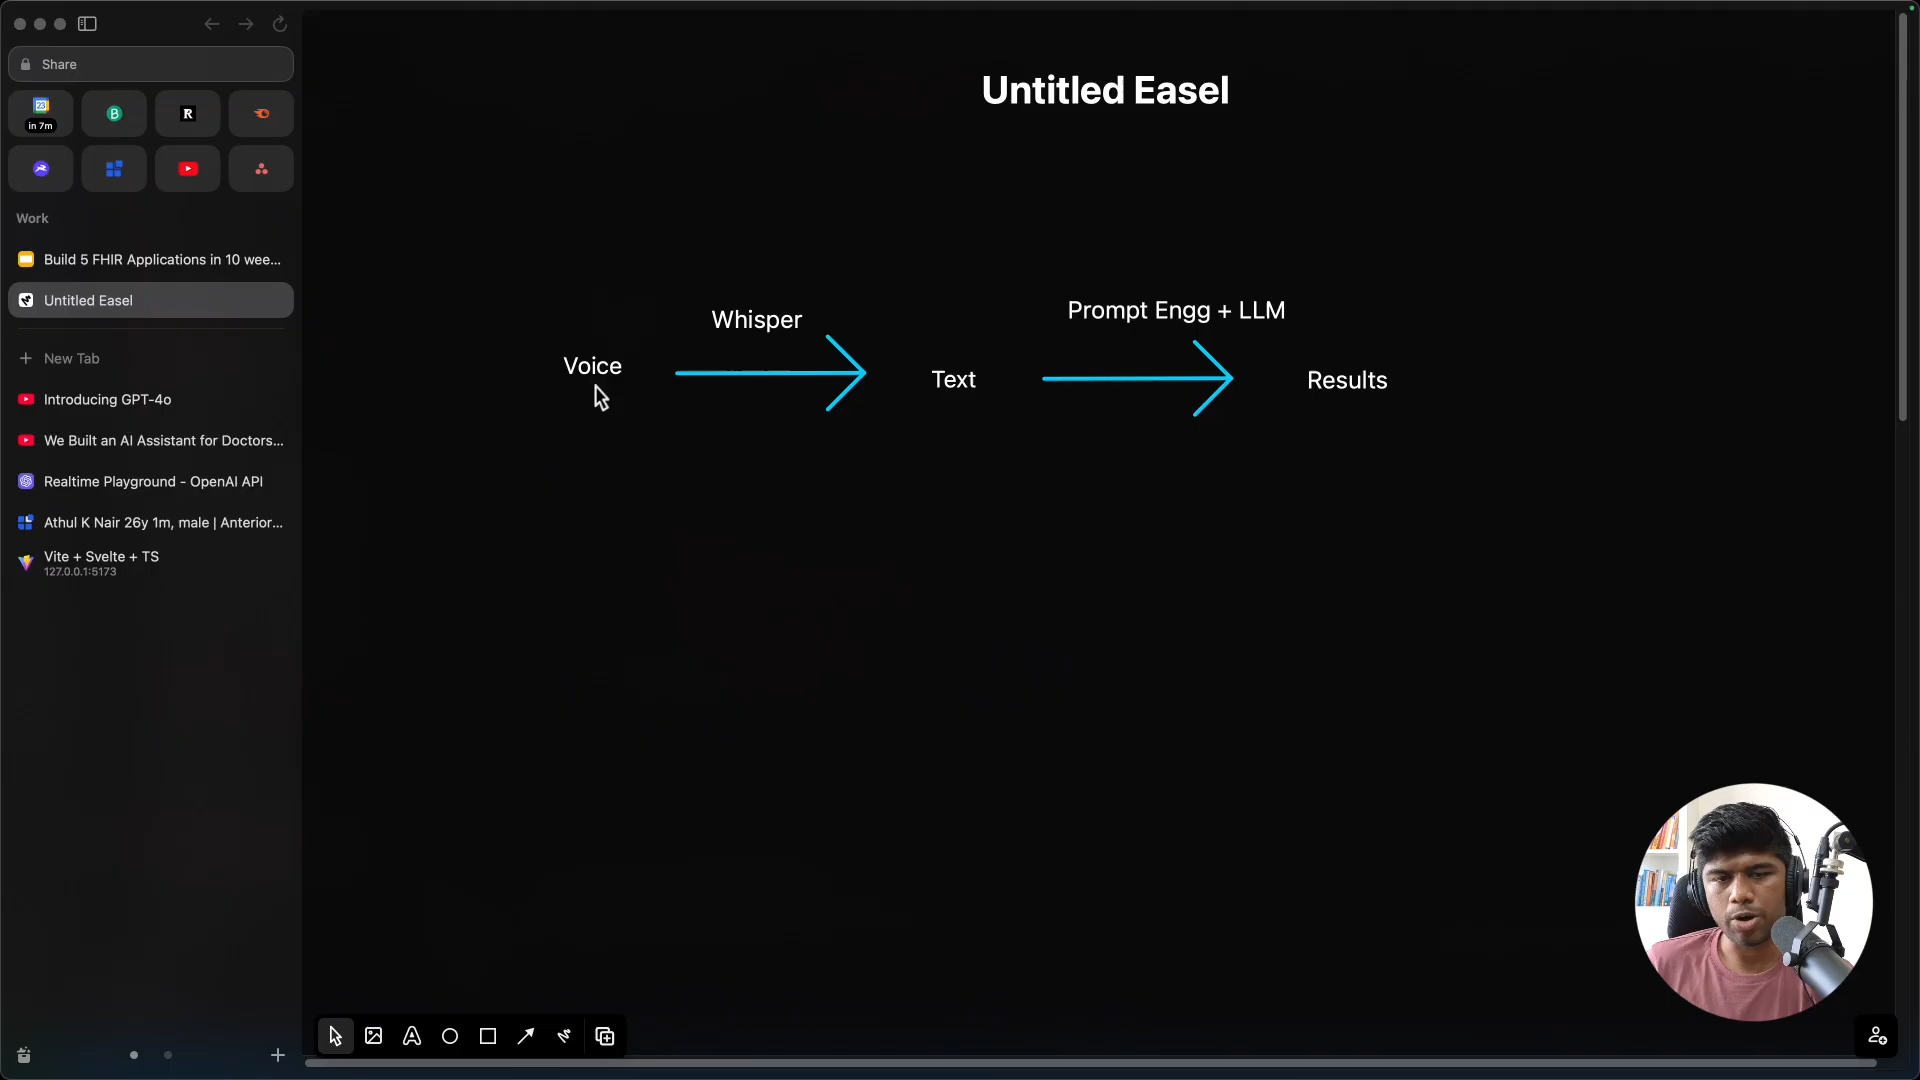 Share
23
in 7m
B
R
Work
Build 5 FHIR Applications in 10 wee...
Untitled Easel
New Tab
Introducing GPT-4o
We Built an AI Assistant for Doctors...
Realtime Playground - OpenAI API
Athul K Nair 26y 1m, male | Anterior...
Vite + Svelte + TS
127.0.0.1:5173
Untitled Easel
Whisper
Prompt Engg + LLM
Voice
Text
Results